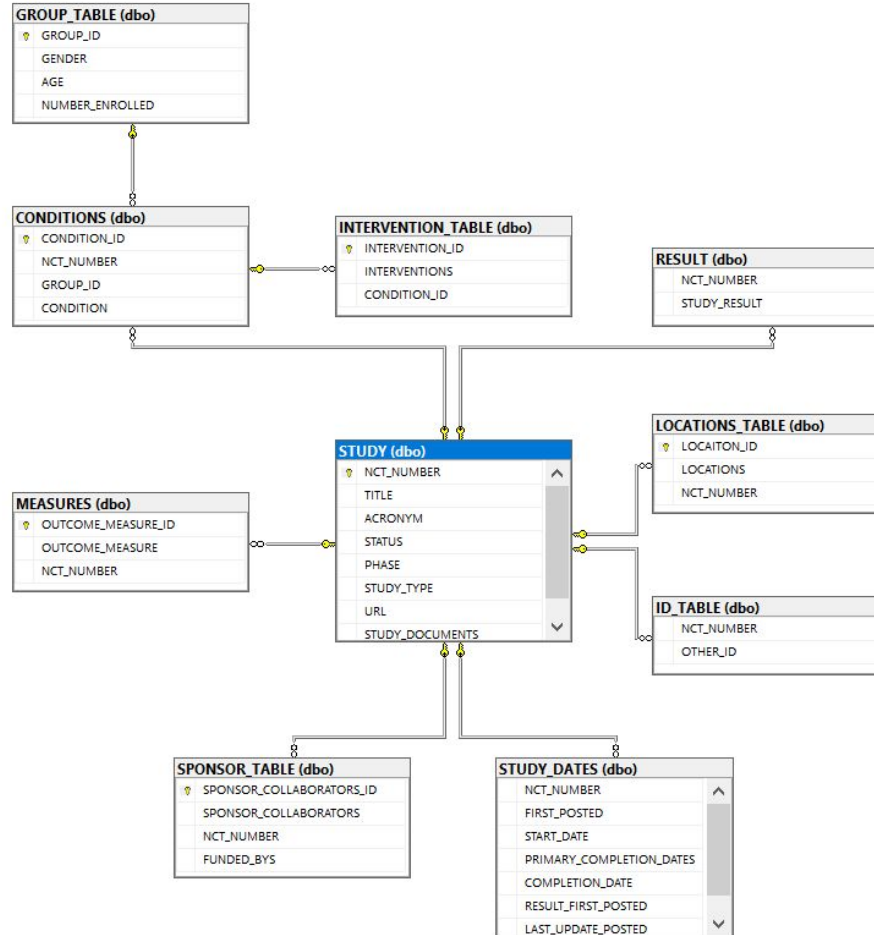 GROUP_TABLE (dbo)
GROUP_ID
GENDER
AGE
NUMBER_ENROLLED
CONDITIONS (dbo)
CONDITION_ID
NCT_NUMBER
GROUP_ID
CONDITION
INTERVENTION_TABLE (dbo)
INTERVENTION_ID
INTERVENTIONS
CONDITION_ID
RESULT (dbo)
NCT_NUMBER
STUDY_RESULT
STUDY (dbo)
NCT_NUMBER
TITLE
ACRONYM
STATUS
PHASE
STUDY_TYPE
URL
STUDY_DOCUMENTS
LOCATIONS_TABLE (dbo)
LOCAITON_ID
LOCATIONS
NCT_NUMBER
MEASURES (dbo)
OUTCOME_MEASURE_ID
OUTCOME_MEASURE
NCT_NUMBER
ID_TABLE (dbo)
NCT_NUMBER
OTHER_ID
SPONSOR_TABLE (dbo)
SPONSOR_COLLABORATORS_ID
SPONSOR_COLLABORATORS
NCT_NUMBER
FUNDED_BYS
STUDY_DATES (dbo)
NCT_NUMBER
FIRST_POSTED
START_DATE
PRIMARY_COMPLETION_DATES
COMPLETION_DATE
RESULT_FIRST_POSTED
LAST_UPDATE_POSTED